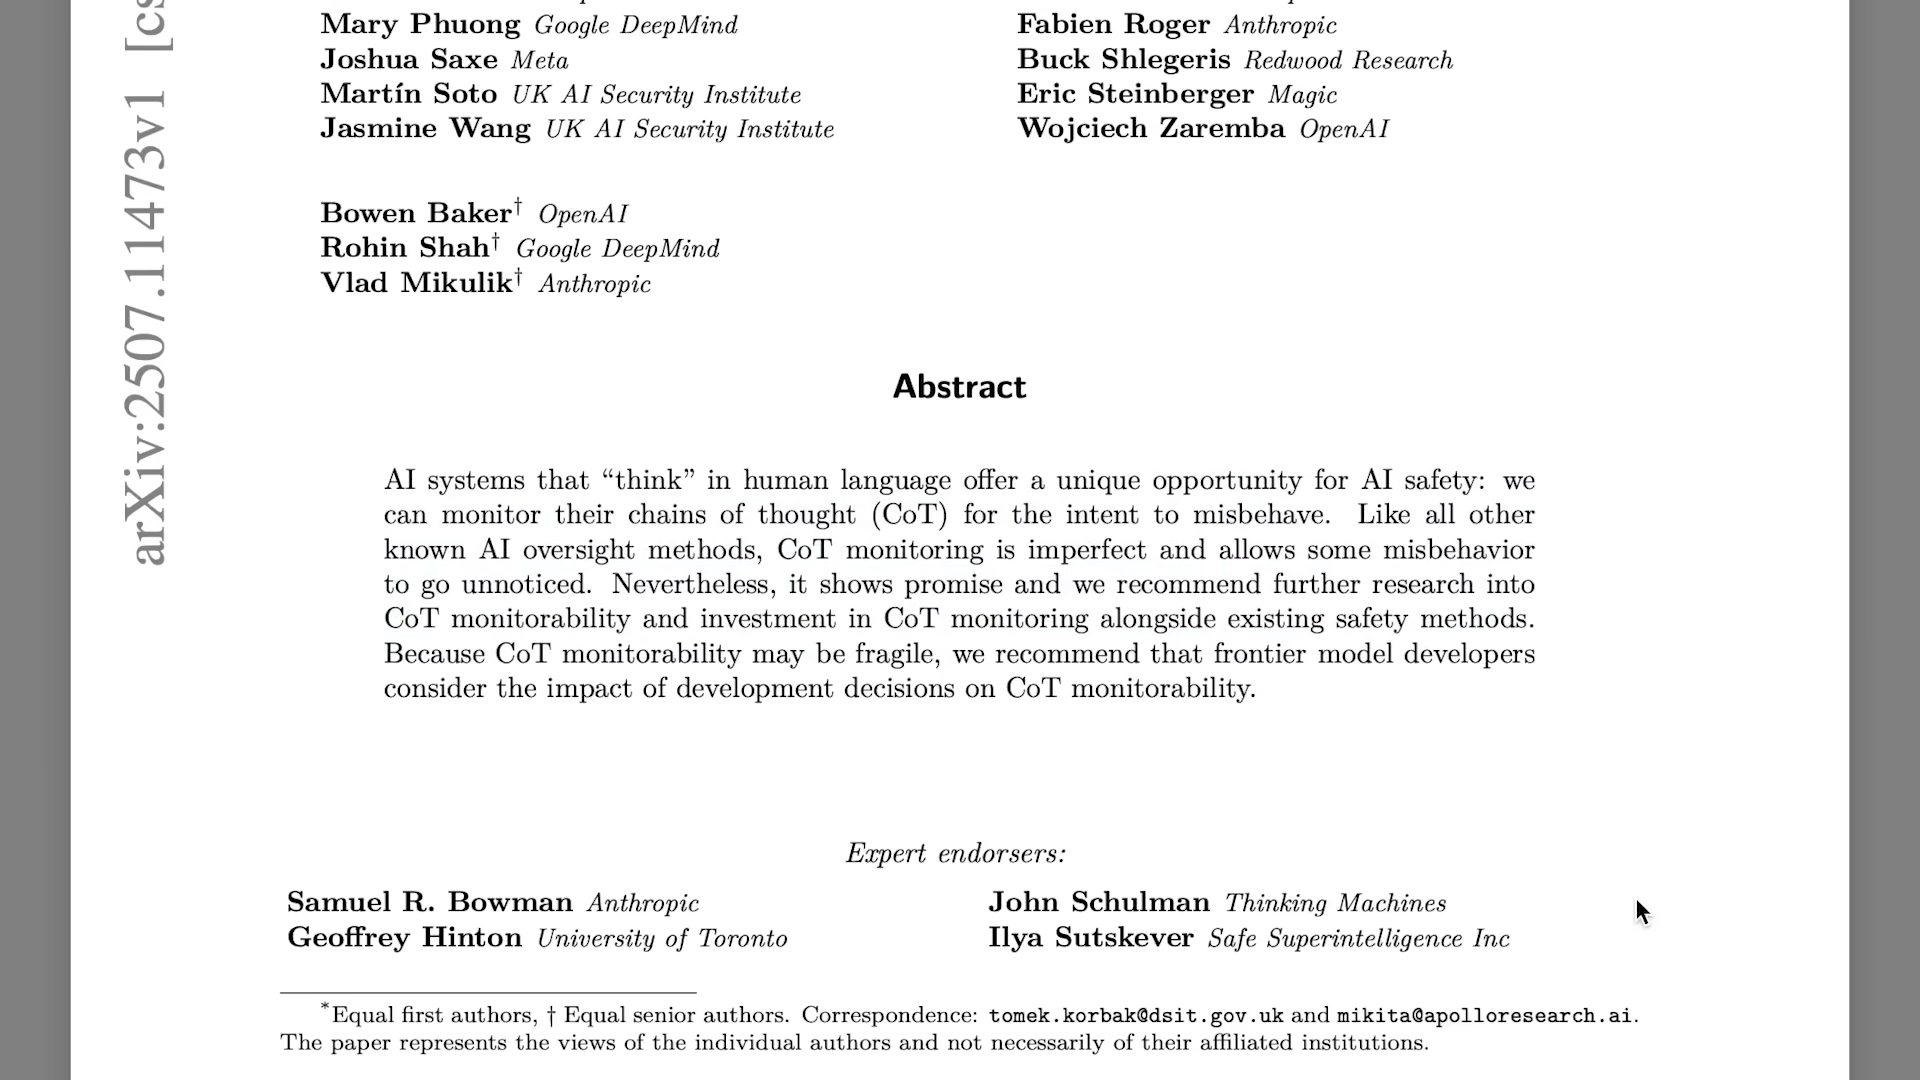 Mary Phuong Google DeepMind
Joshua Saxe Meta
Martín Soto UK AI Security Institute
Jasmine Wang UK AI Security Institute
Fabien Roger Anthropic
Buck Shlegeris Redwood Research
Eric Steinberger Magic
Wojciech Zaremba OpenAI
Bowen Baker† OpenAI
Rohin Shah† Google DeepMind
Vlad Mikulik† Anthropic
arXiv:2507.11473v1 [cs
Abstract
AI systems that “think” in human language offer a unique opportunity for AI safety: we
can monitor their chains of thought (CoT) for the intent to misbehave. Like all other
known AI oversight methods, CoT monitoring is imperfect and allows some misbehavior
to go unnoticed. Nevertheless, it shows promise and we recommend further research into
CoT monitorability and investment in CoT monitoring alongside existing safety methods.
Because CoT monitorability may be fragile, we recommend that frontier model developers
consider the impact of development decisions on CoT monitorability.
Expert endorsers:
Samuel R. Bowman Anthropic
Geoffrey Hinton University of Toronto
John Schulman Thinking Machines
Ilya Sutskever Safe Superintelligence Inc
*Equal first authors, † Equal senior authors. Correspondence: tomek.korbak@dsit.gov.uk and mikita@apolloresearch.ai.
The paper represents the views of the individual authors and not necessarily of their affiliated institutions.